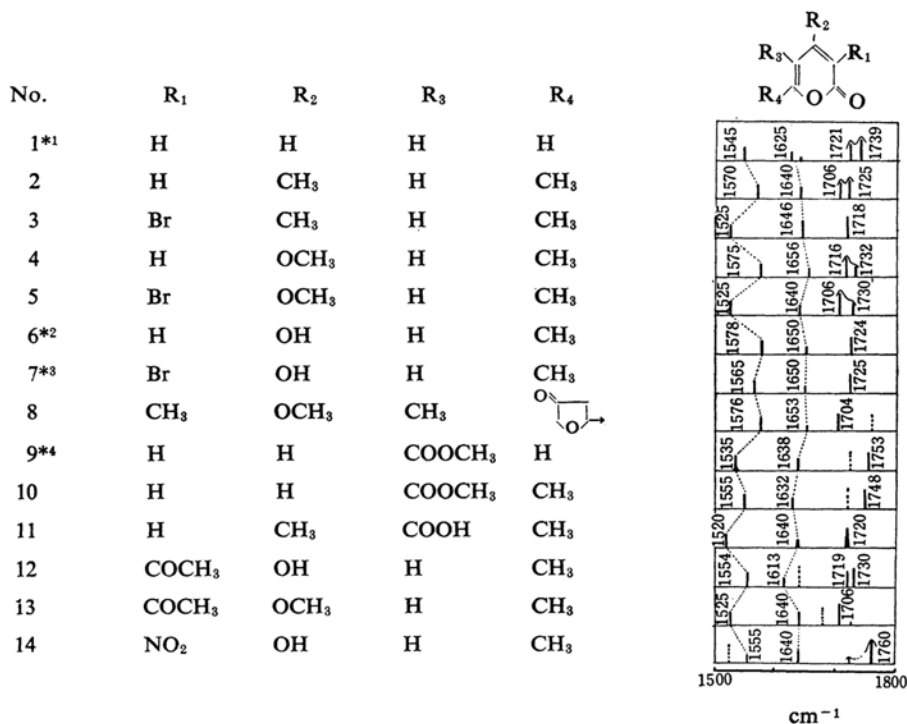 R₂
R₃ R₁
R₄ O O
No. R₁ R₂ R₃ R₄
1*¹ H H H H 1545 1625 1721 1739
2 H CH₃ H CH₃ 1570 1640 1706 1725
3 Br CH₃ H CH₃ 1525 1646 1718
4 H OCH₃ H CH₃ 1575 1656 1716 1732
5 Br OCH₃ H CH₃ 1525 1640 1706 1730
6*² H OH H CH₃ 1578 1650 1724
7*³ Br OH H CH₃ 1565 1650 1725
8 CH₃ OCH₃ CH₃ O O 1576 1653 1704
9*⁴ H H COOCH₃ H 1535 1638 1753
10 H H COOCH₃ CH₃ 1555 1632 1748
11 H CH₃ COOH CH₃ 1520 1640 1720
12 COCH₃ OH H CH₃ 1554 1613 1719 1730
13 COCH₃ OCH₃ H CH₃ 1525 1640 1706
14 NO₂ OH H CH₃ 1555 1640 1760
1500 1800
cm⁻¹